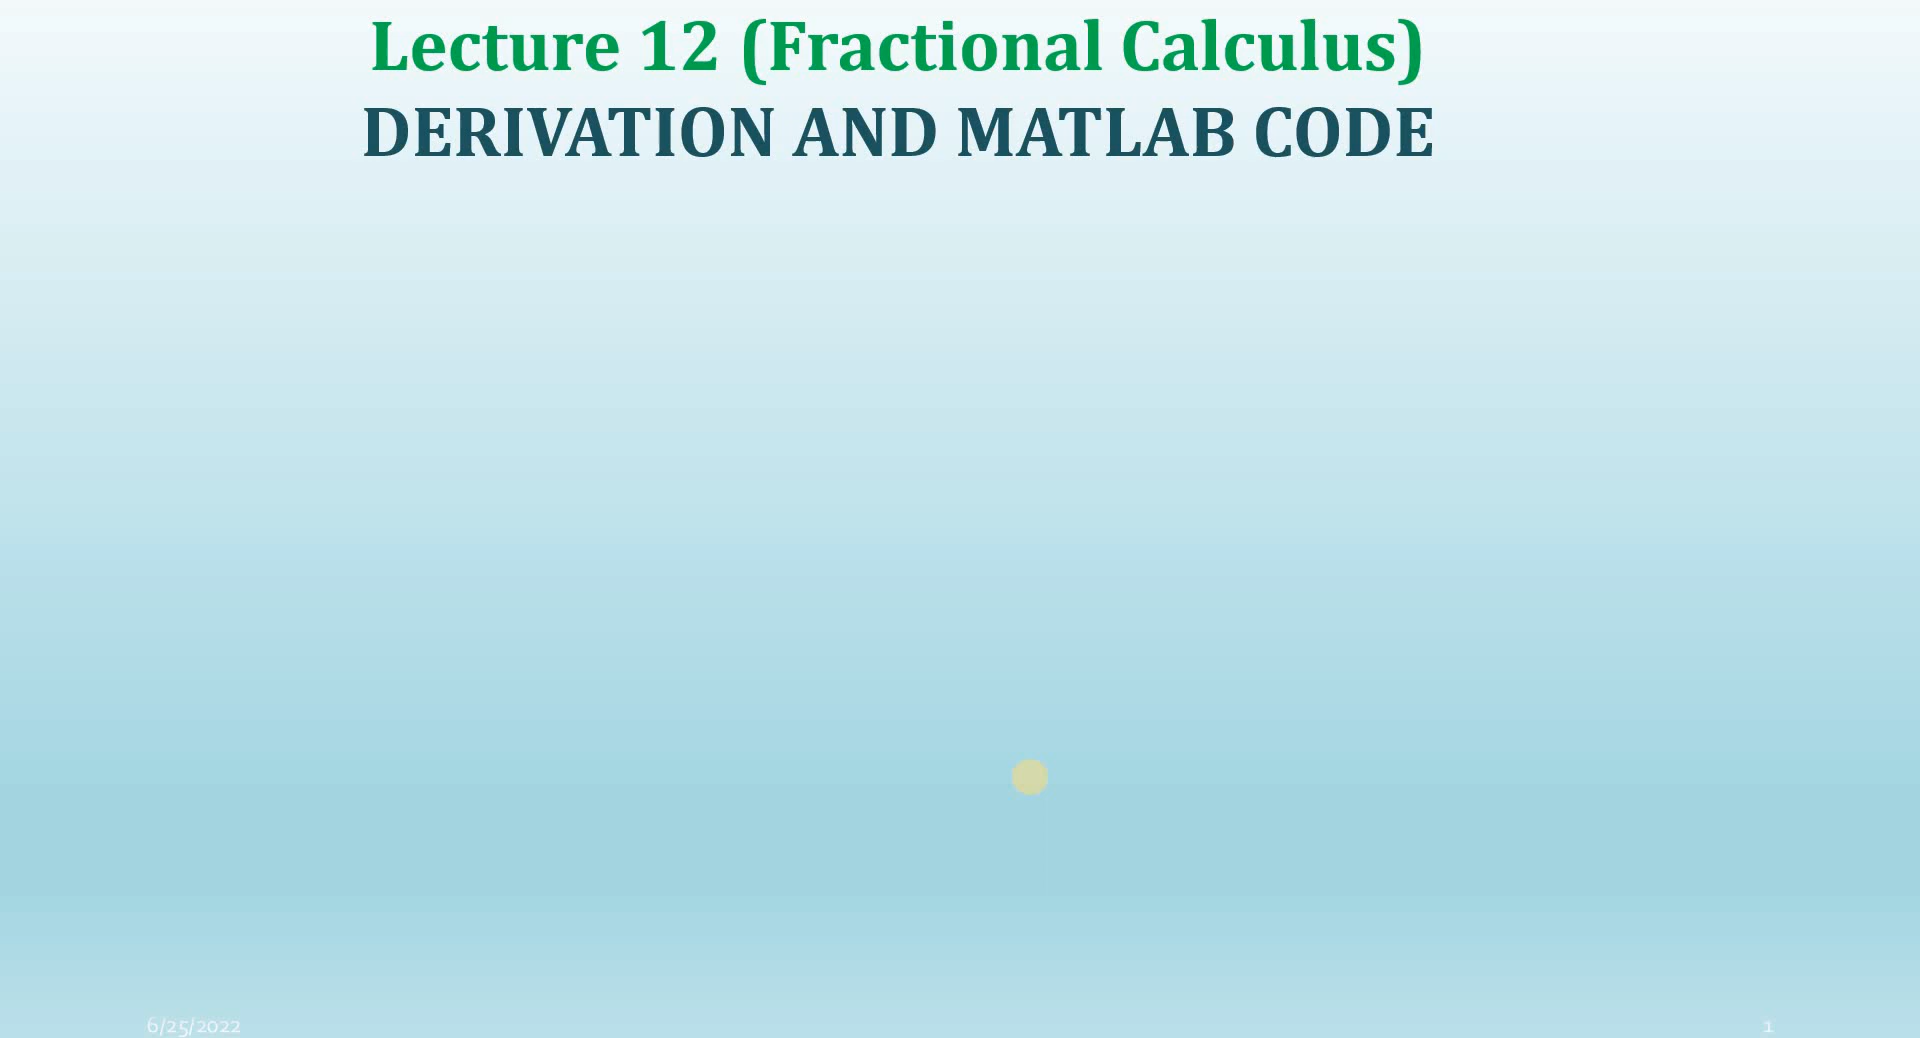 Lecture 12 (Fractional Calculus)
DERIVATION AND MATLAB CODE
6/25/2022
1